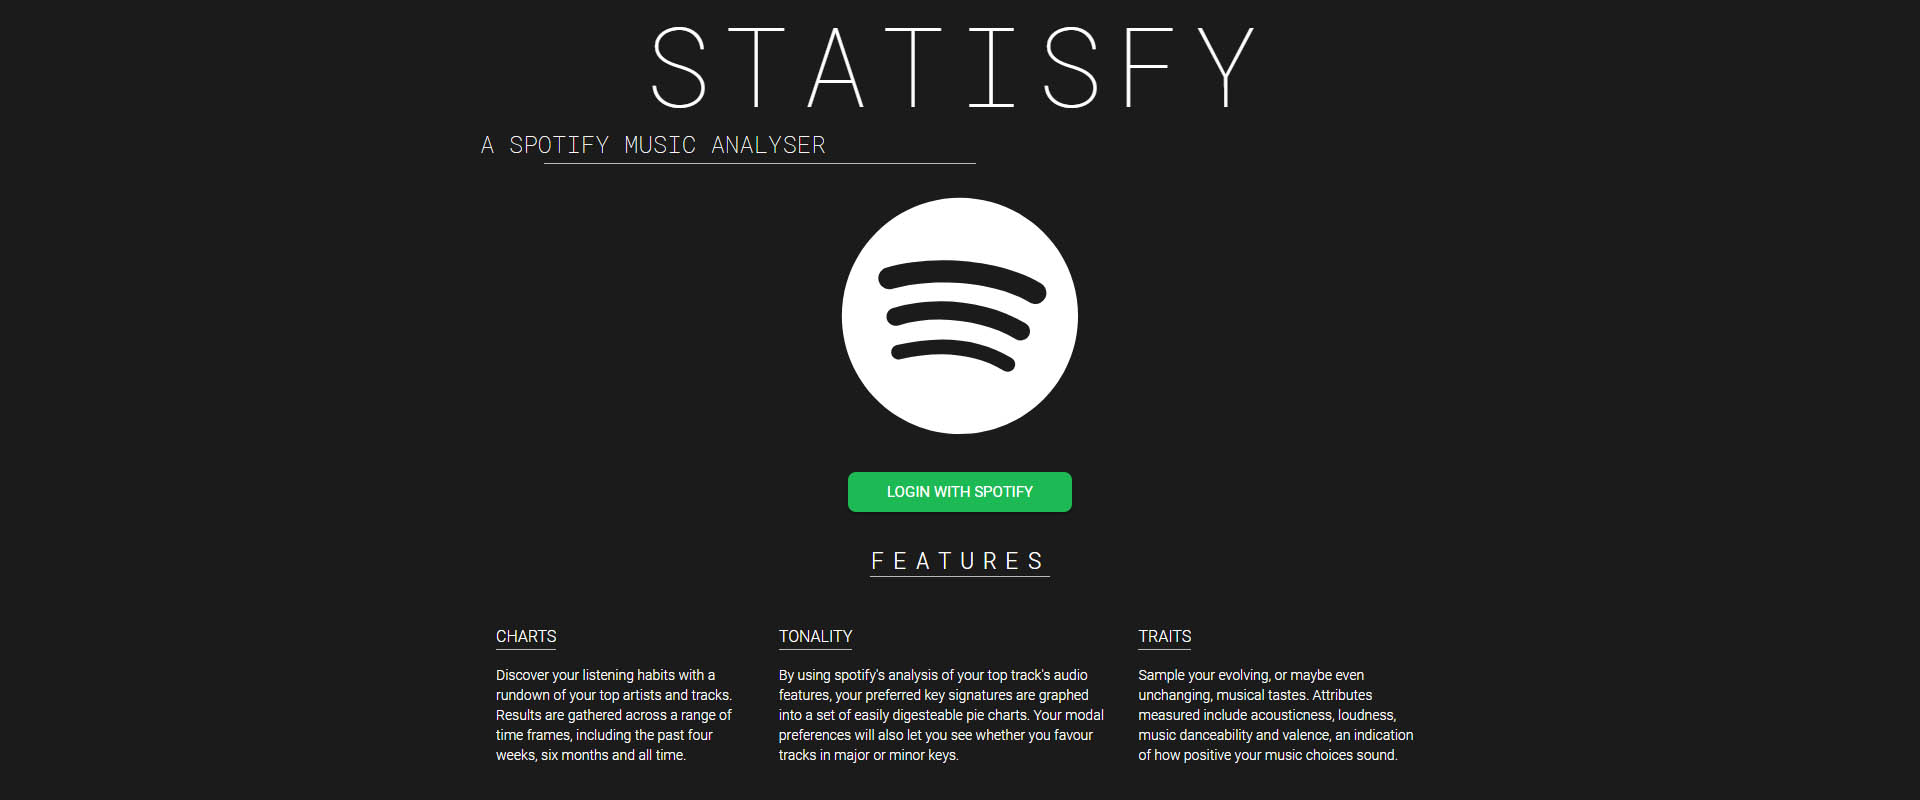 STATISFY
A SPOTIFY MUSIC ANALYSER
LOGIN WITH SPOTIFY
FEATURES
CHARTS
Discover your listening habits with a
rundown of your top artists and tracks.
Results are gathered across a range of
time frames, including the past four
weeks, six months and all time.
TONALITY
By using spotify's analysis of your top track's audio
features, your preferred key signatures are graphed
into a set of easily digesteable pie charts. Your modal
preferences will also let you see whether you favour
tracks in major or minor keys.
TRAITS
Sample your evolving, or maybe even
unchanging, musical tastes. Attributes
measured include acousticness, loudness,
music danceability and valence, an indication
of how positive your music choices sound.